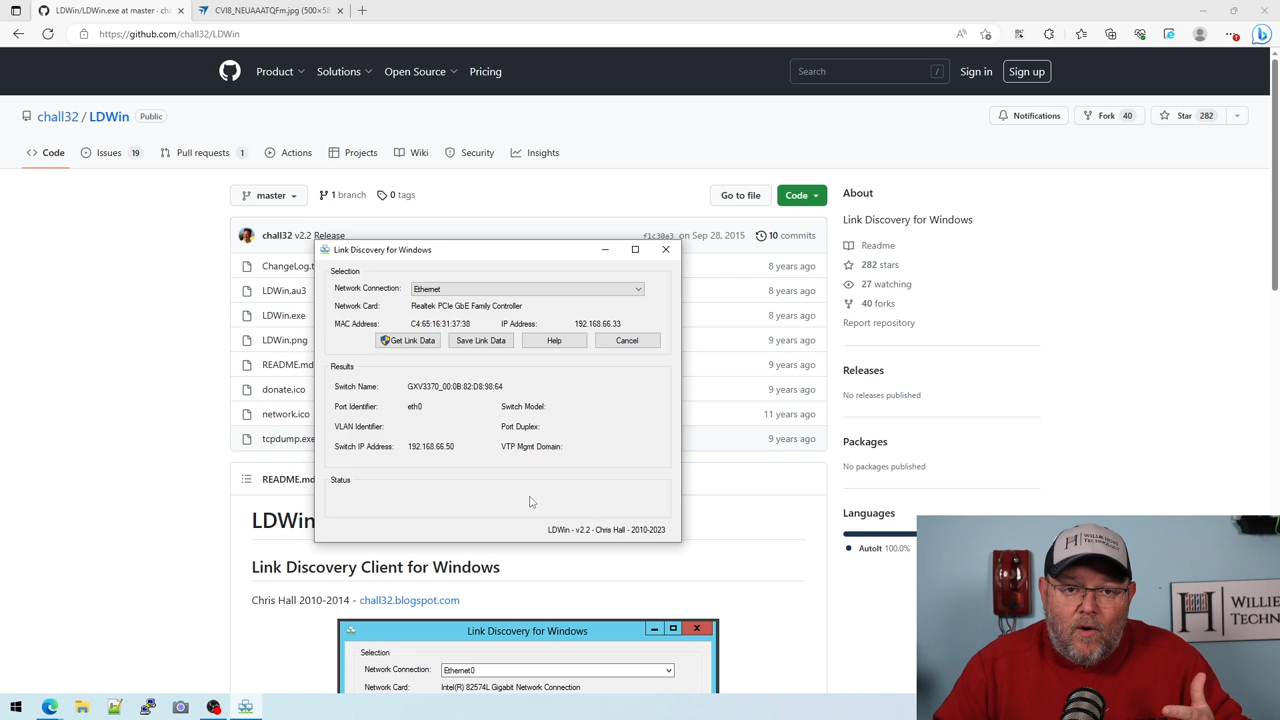 LDWin/LDWin.exe at master · cha
CVI8_NEUAAATQFm.jpg (500×58
https://github.com/chall32/LDWin
Product
Solutions
Open Source
Pricing
Search
/
Sign in
Sign up
chall32 / LDWin
Public
Notifications
Fork 40
Star 282
Code
Issues 19
Pull requests 1
Actions
Projects
Wiki
Security
Insights
master
1 branch
0 tags
Go to file
Code
About
Link Discovery for Windows
Readme
282 stars
27 watching
40 forks
Report repository
Releases
No releases published
Packages
No packages published
Languages
AutoIt 100.0%
chall32 v2.2 Release
f1c30a3 on Sep 28, 2015
10 commits
ChangeLog.t
8 years ago
LDWin.au3
8 years ago
LDWin.exe
8 years ago
LDWin.png
9 years ago
README.md
9 years ago
donate.ico
9 years ago
network.ico
11 years ago
tcpdump.exe
9 years ago
Link Discovery for Windows
Selection
Network Connection: Ethernet
Network Card: Realtek PCIe GbE Family Controller
MAC Address: C4:65:16:31:37:38 IP Address: 192.168.66.33
Get Link Data
Save Link Data
Help
Cancel
Results
Switch Name: GXV3370_00:0B:82:D8:98:64
Port Identifier: eth0 Switch Model:
VLAN Identifier: Port Duplex:
Switch IP Address: 192.168.66.50 VTP Mgmt Domain:
Status
LDWin - v2.2 - Chris Hall - 2010-2023
README.md
LDWin
Link Discovery Client for Windows
Chris Hall 2010-2014 - chall32.blogspot.com
Link Discovery for Windows
Selection
Network Connection: Ethernet0
Network Card: Intel(R) 82574L Gigabit Network Connection
WILLIE
TECHN